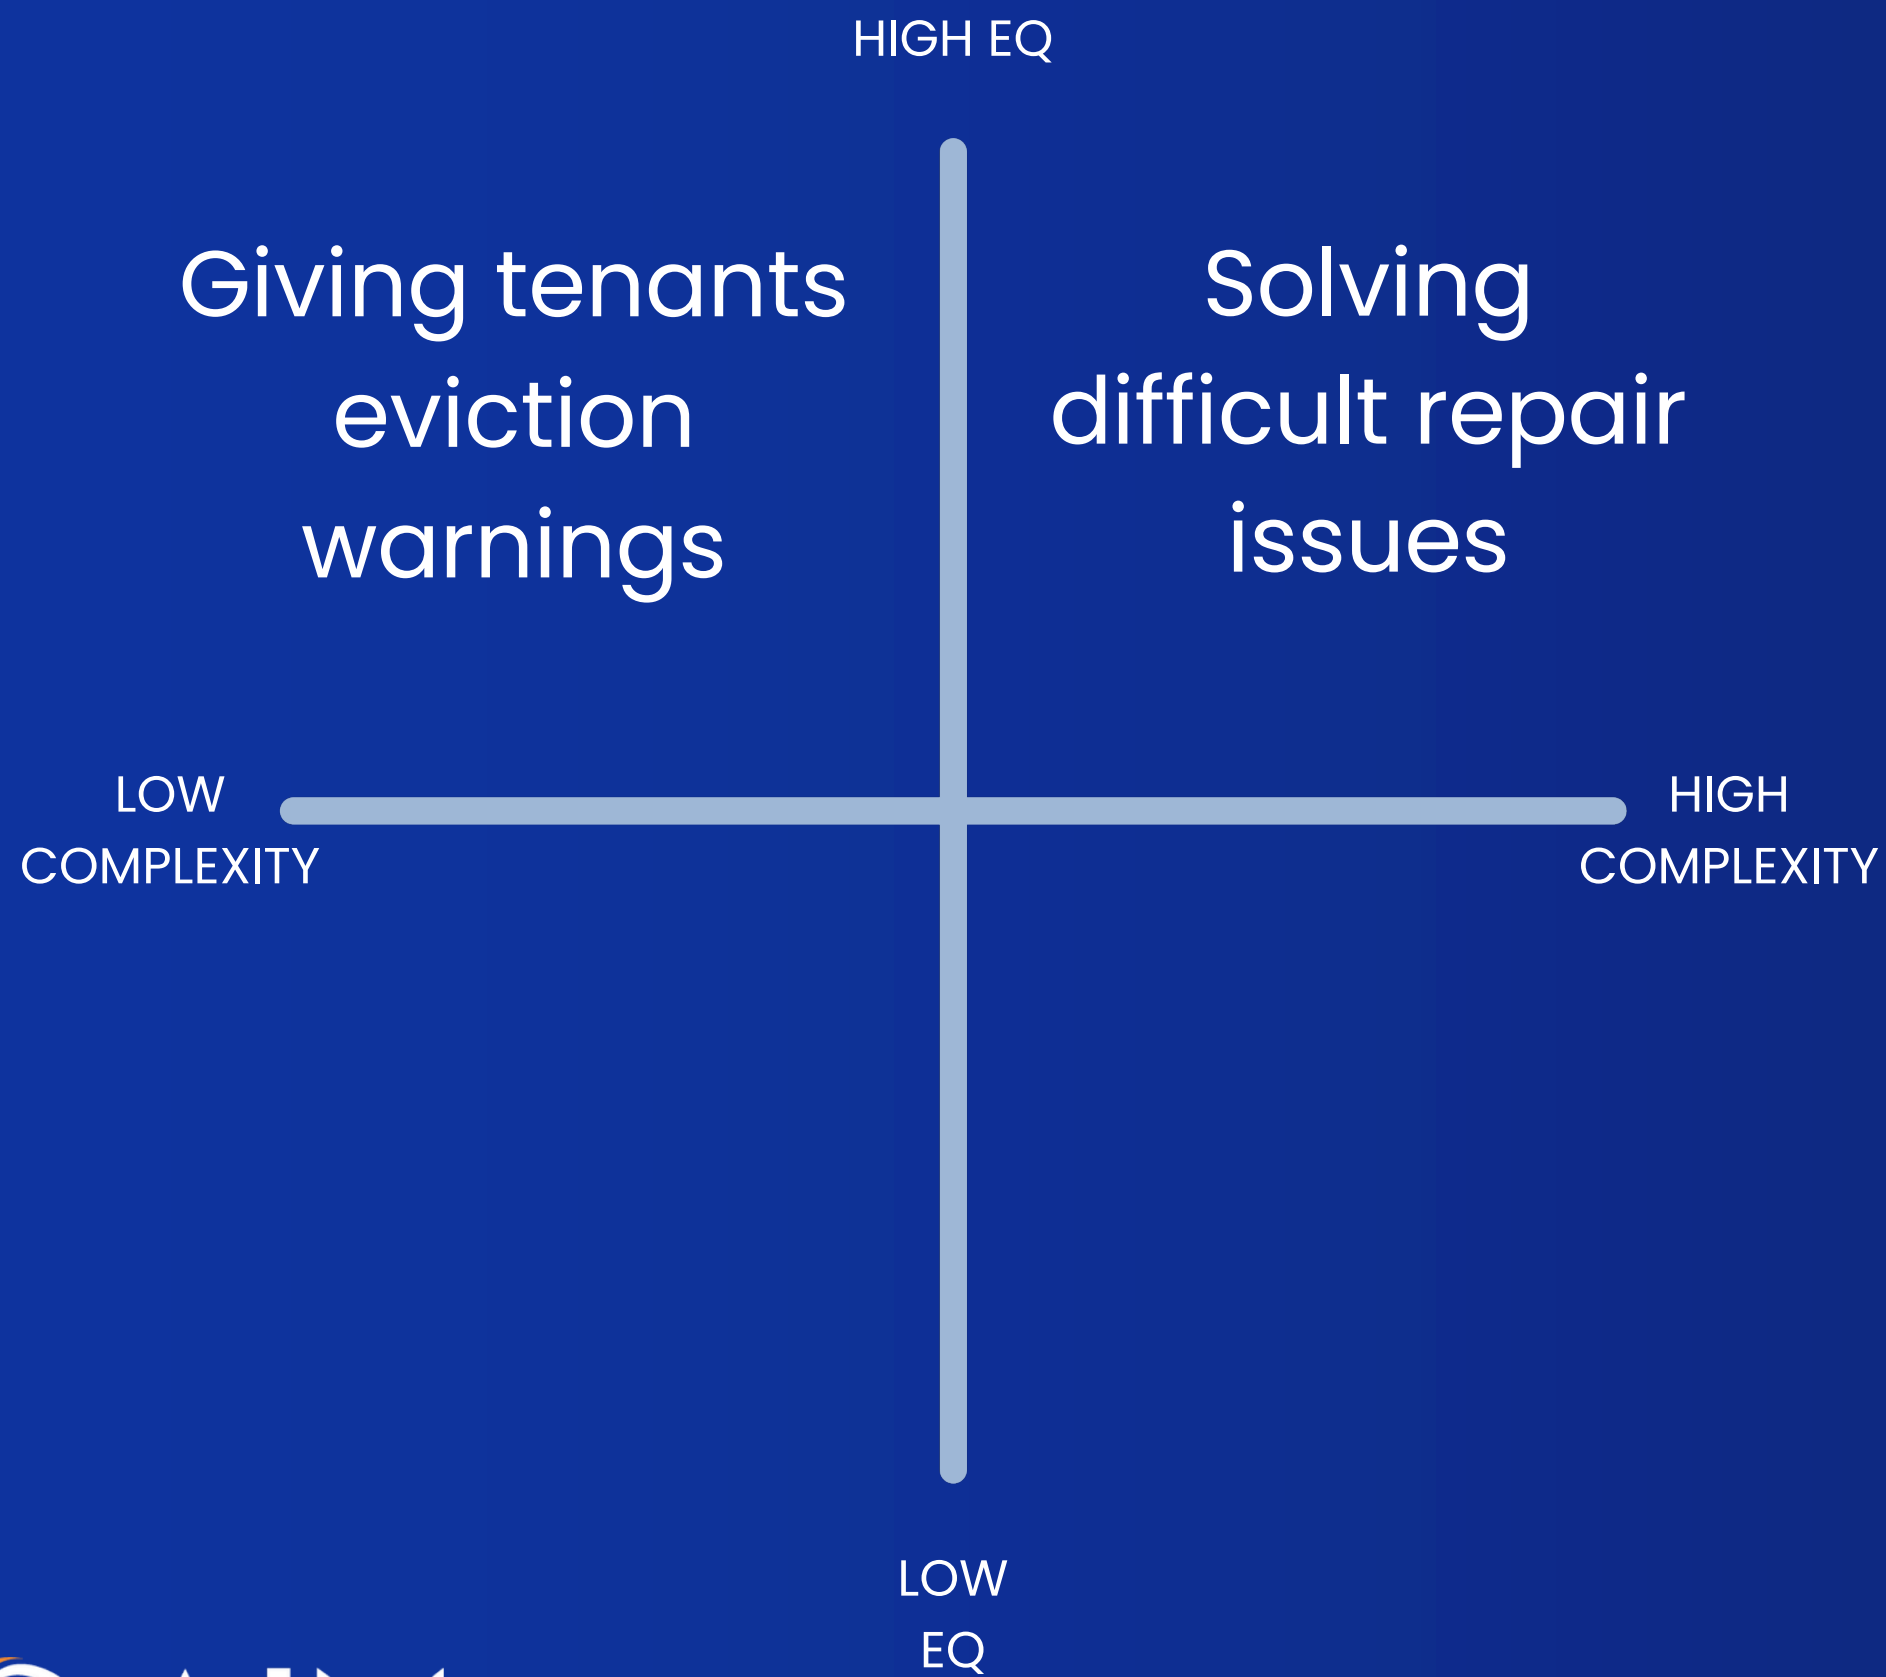 HIGH EQ
Giving tenants
eviction
warnings
Solving
difficult repair
issues
LOW
COMPLEXITY
HIGH
COMPLEXITY
LOW
EQ